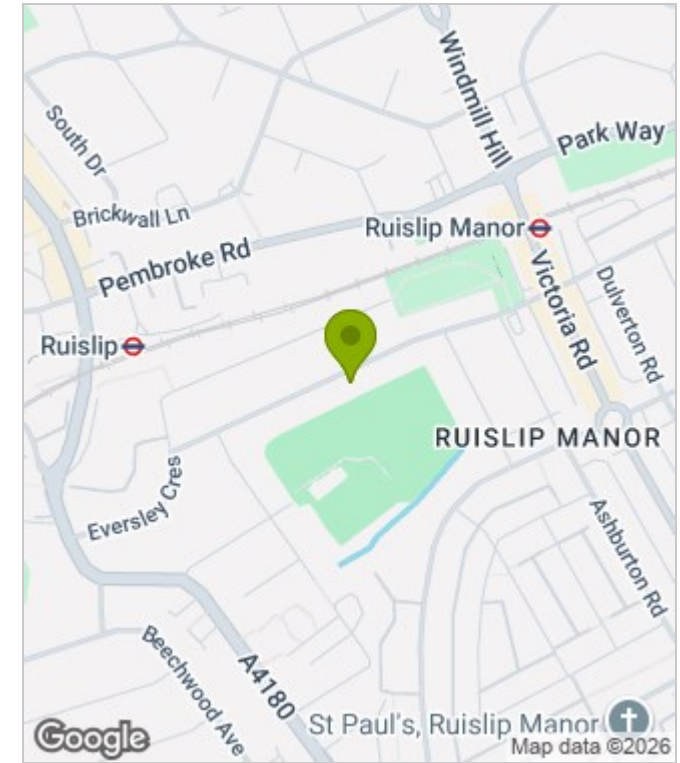 Windmill Hill
South Dr
Park Way
Brickwall Ln
Ruislip Manor
Pembroke Rd
Victoria Rd
Dulverton Rd
Ruislip
RUISLIP MANOR
Eversley Cres
Ashburton Rd
Beechwood Ave
A4180
St Paul's, Ruislip Manor
Google
Map data ©2026